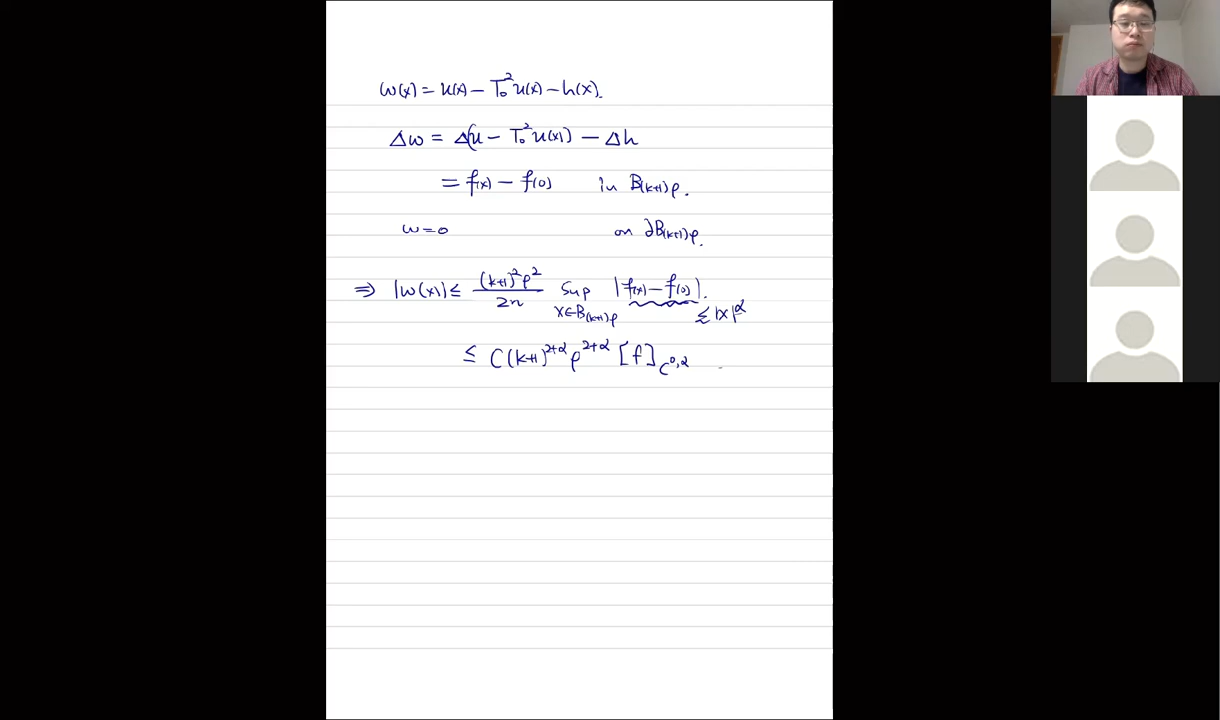 w(x) = u(x) − T₀²u(x) − h(x).
Δw = Δ(u − T₀²u(x)) − Δh
= f(x) − f(0) in B(k+1)ρ.
w=0 on ∂B(k+1)ρ.
⇒ |w(x)| ≤ (k+1)²ρ²/2n Sup x∈B(k+1)ρ |f(x) − f(0)|.
≲ |x|^α
≤ C(k+1)^{2+α} ρ^{2+α} [f]_{C^{0,α}}